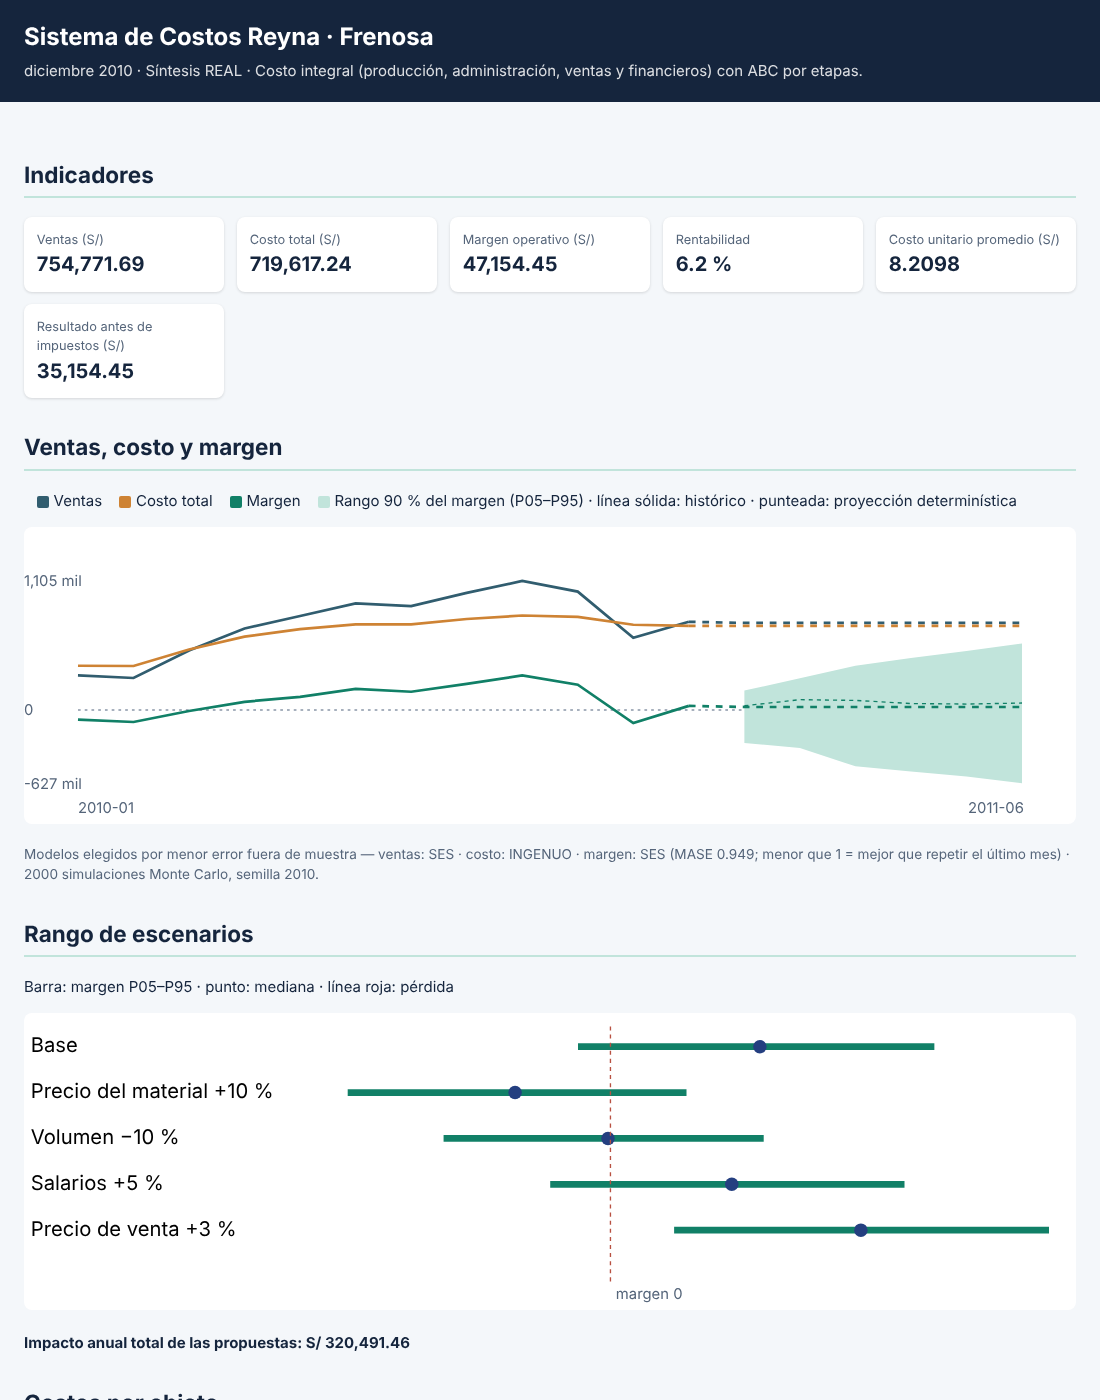 Sistema de Costos Reyna · Frenosa
diciembre 2010 · Síntesis REAL · Costo integral (producción, administración, ventas y financieros) con ABC por etapas.
Indicadores
Ventas (S/)
754,771.69
Costo total (S/)
719,617.24
Margen operativo (S/)
47,154.45
Rentabilidad
6.2 %
Costo unitario promedio (S/)
8.2098
Resultado antes de
impuestos (S/)
35,154.45
Ventas, costo y margen
Ventas Costo total Margen Rango 90 % del margen (P05–P95) · línea sólida: histórico · punteada: proyección determinística
1,105 mil
0
-627 mil
2010-01
2011-06
Modelos elegidos por menor error fuera de muestra — ventas: SES · costo: INGENUO · margen: SES (MASE 0.949; menor que 1 = mejor que repetir el último mes) ·
2000 simulaciones Monte Carlo, semilla 2010.
Rango de escenarios
Barra: margen P05–P95 · punto: mediana · línea roja: pérdida
Base
Precio del material +10 %
Volumen −10 %
Salarios +5 %
Precio de venta +3 %
margen 0
Impacto anual total de las propuestas: S/ 320,491.46
Costos por objeto